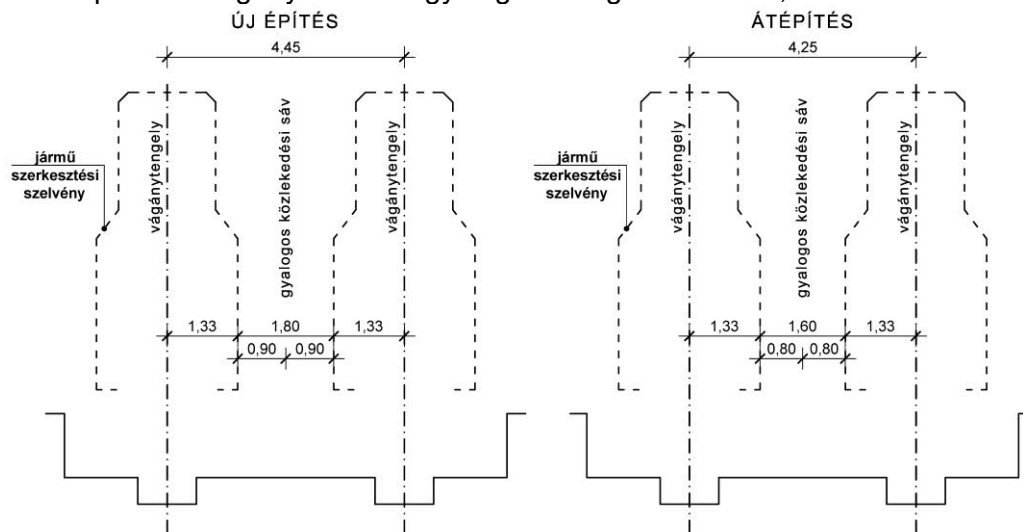 ÚJ ÉPÍTÉS
4,45
jármű
szerkesztési
szelvény
vágánytengely
gyalogos közlekedési sáv
vágánytengely
1,33
1,80
1,33
0,90
0,90
ÁTÉPÍTÉS
4,25
jármű
szerkesztési
szelvény
vágánytengely
gyalogos közlekedési sáv
vágánytengely
1,33
1,60
1,33
0,80
0,80